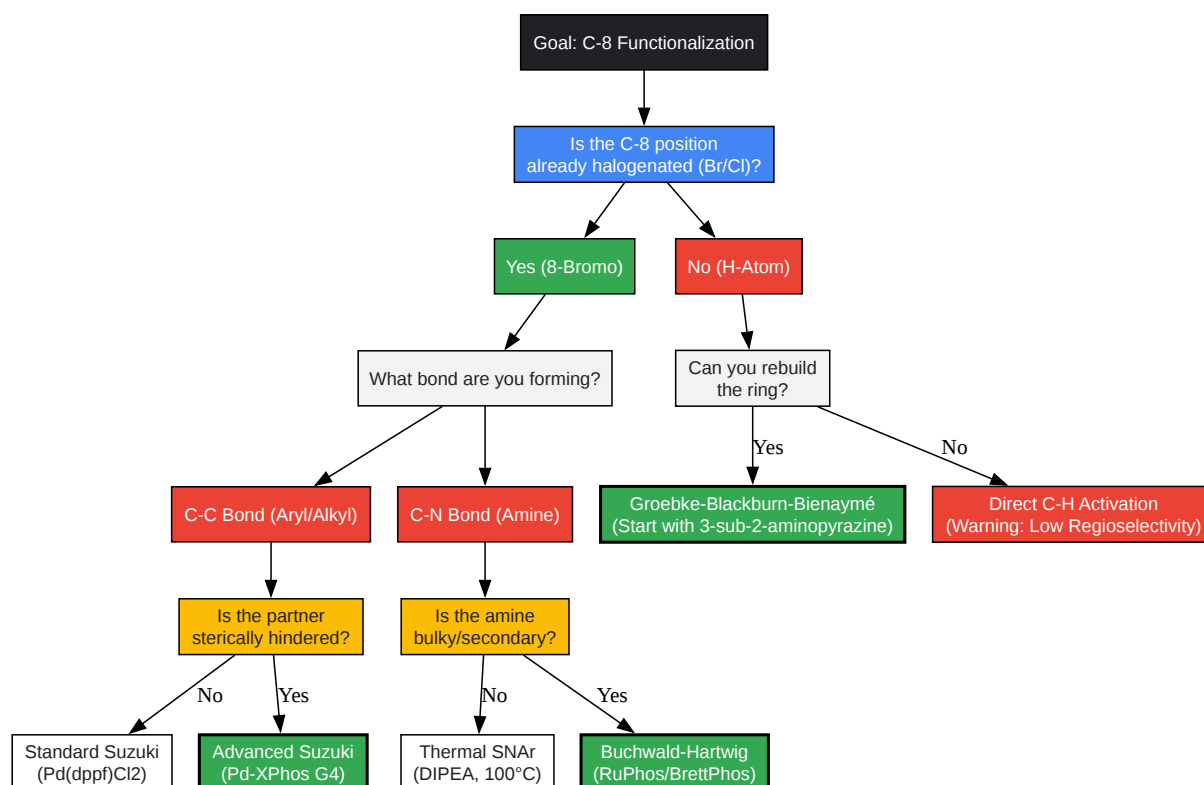 Goal: C-8 Functionalization
Is the C-8 position
already halogenated (Br/Cl)?
Yes (8-Bromo)
No (H-Atom)
What bond are you forming?
Can you rebuild
the ring?
Yes
No
C-C Bond (Aryl/Alkyl)
C-N Bond (Amine)
Groebke-Blackburn-Bienaymé
(Start with 3-sub-2-aminopyrazine)
Direct C-H Activation
(Warning: Low Regioselectivity)
Is the partner
sterically hindered?
Is the amine
bulky/secondary?
No
Yes
No
Yes
Standard Suzuki
(Pd(dppf)Cl2)
Advanced Suzuki
(Pd-XPhos G4)
Thermal SNAr
(DIPEA, 100°C)
Buchwald-Hartwig
(RuPhos/BrettPhos)